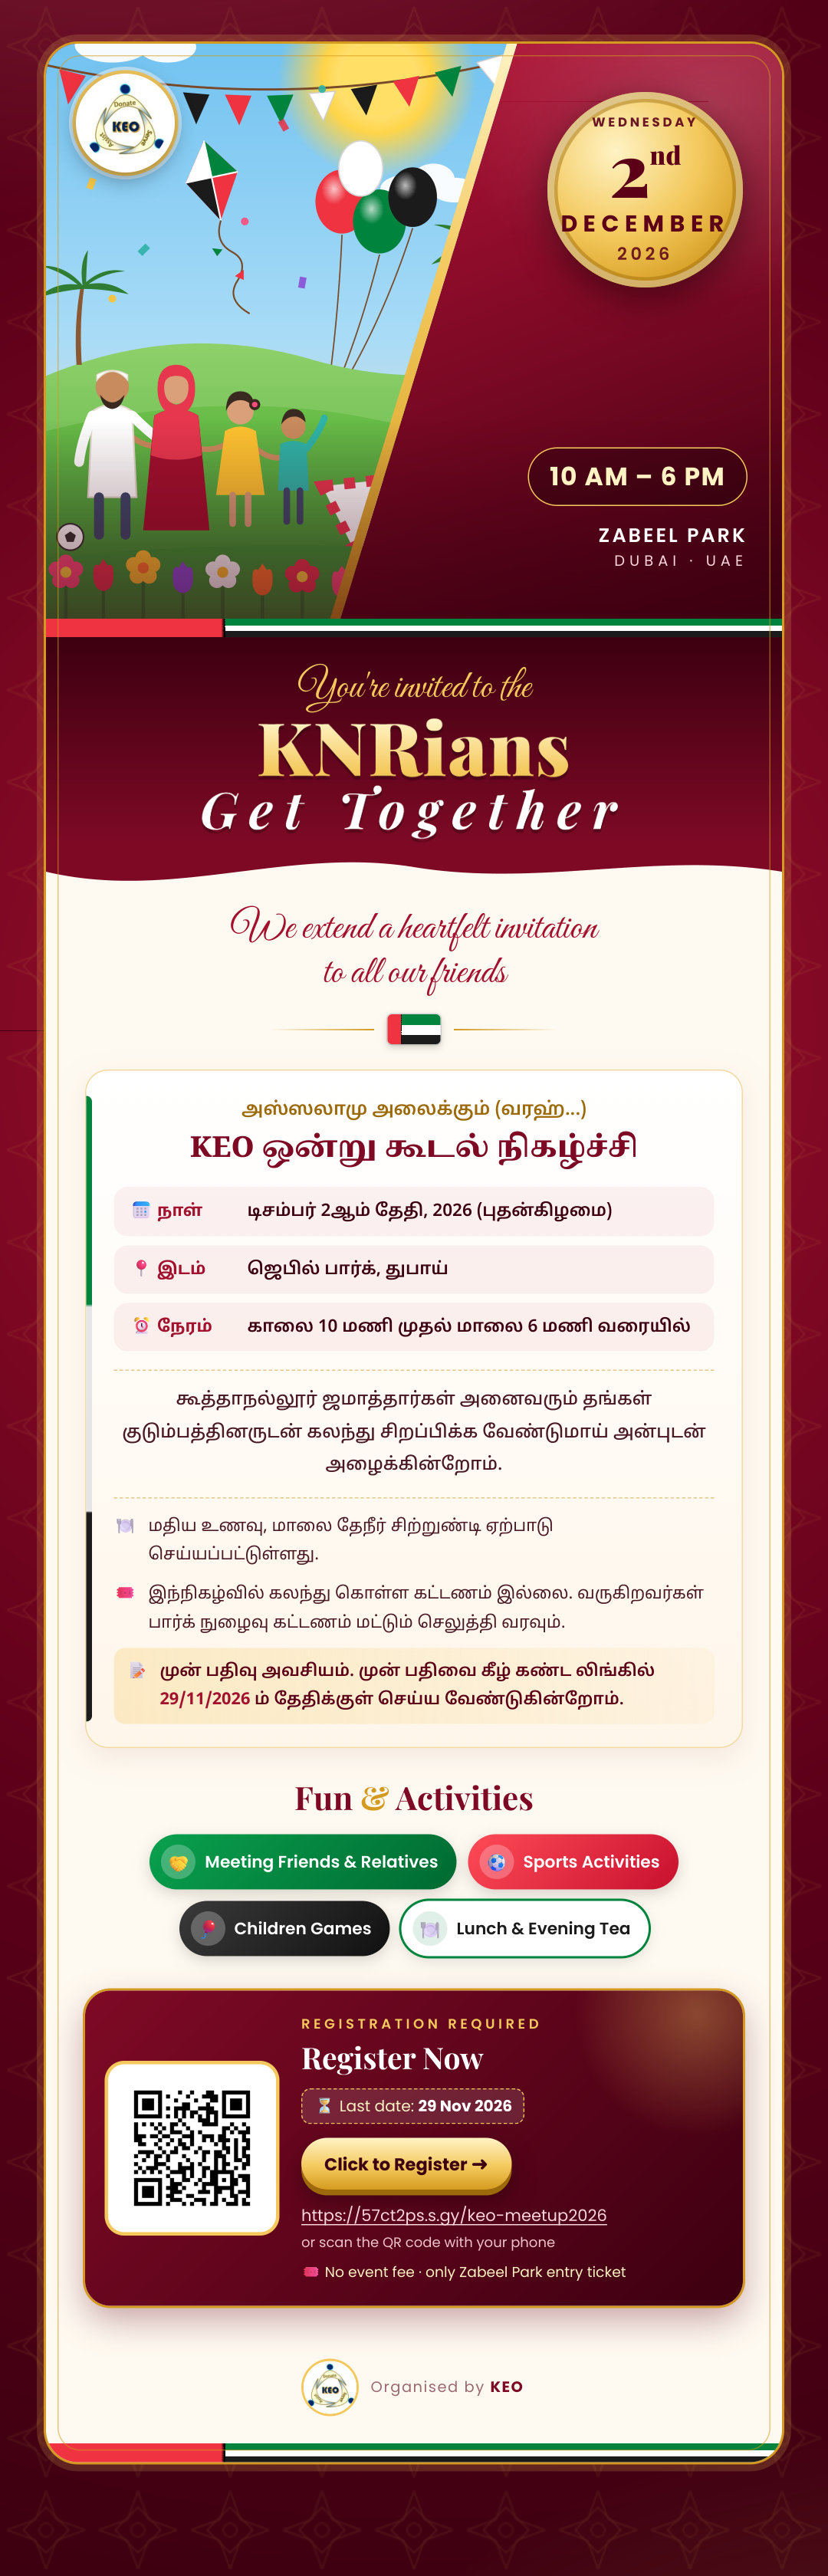 Donate
KEO
Assist
Serve
WEDNESDAY
2nd
DECEMBER
2026
10 AM – 6 PM
ZABEEL PARK
DUBAI · UAE
You're invited to the
KNRians
Get Together
We extend a heartfelt invitation
to all our friends
அஸ்ஸலாமு அலைக்கும் (வரஹ்...)
KEO ஒன்று கூடல் நிகழ்ச்சி
நாள் டிசம்பர் 2ஆம் தேதி, 2026 (புதன்கிழமை)
இடம் ஜெபில் பார்க், துபாய்
நேரம் காலை 10 மணி முதல் மாலை 6 மணி வரையில்
கூத்தாநல்லூர் ஜமாத்தார்கள் அனைவரும் தங்கள்
குடும்பத்தினருடன் கலந்து சிறப்பிக்க வேண்டுமாய் அன்புடன்
அழைக்கின்றோம்.
மதிய உணவு, மாலை தேநீர் சிற்றுண்டி ஏற்பாடு
செய்யப்பட்டுள்ளது.
இந்நிகழ்வில் கலந்து கொள்ள கட்டணம் இல்லை. வருகிறவர்கள்
பார்க் நுழைவு கட்டணம் மட்டும் செலுத்தி வரவும்.
முன் பதிவு அவசியம். முன் பதிவை கீழ் கண்ட லிங்கில்
29/11/2026 ம் தேதிக்குள் செய்ய வேண்டுகின்றோம்.
Fun & Activities
Meeting Friends & Relatives
Sports Activities
Children Games
Lunch & Evening Tea
REGISTRATION REQUIRED
Register Now
Last date: 29 Nov 2026
Click to Register ➜
https://57ct2ps.s.gy/keo-meetup2026
or scan the QR code with your phone
No event fee · only Zabeel Park entry ticket
KEO
Organised by KEO